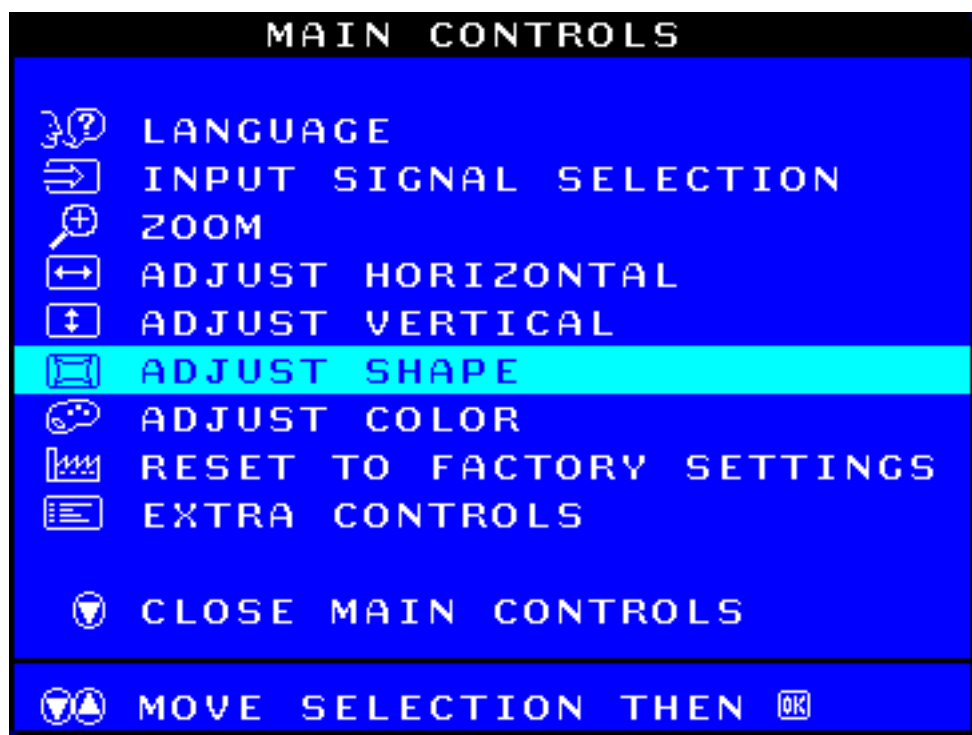 MAIN CONTROLS
LANGUAGE
INPUT SIGNAL SELECTION
ZOOM
ADJUST HORIZONTAL
ADJUST VERTICAL
ADJUST SHAPE
ADJUST COLOR
RESET TO FACTORY SETTINGS
EXTRA CONTROLS
CLOSE MAIN CONTROLS
MOVE SELECTION THEN OK